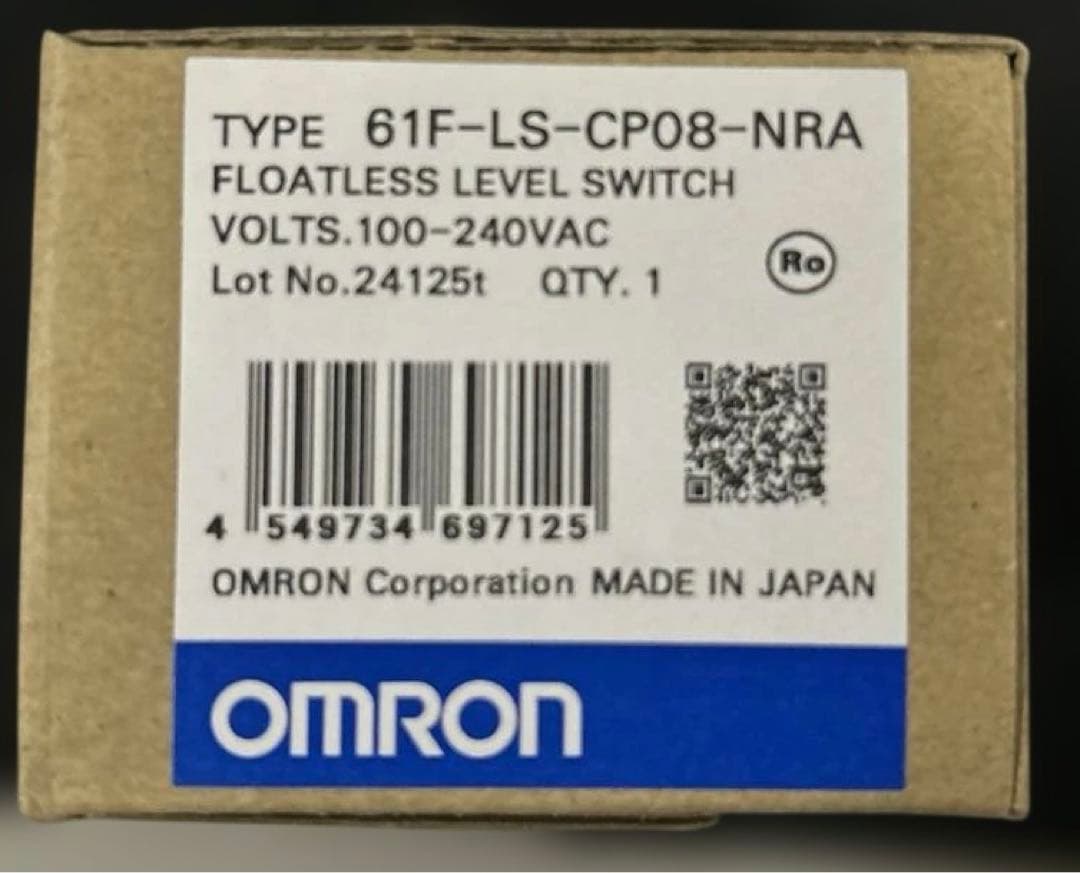 TYPE 61F-LS-CP08-NRA
FLOATLESS LEVEL SWITCH
VOLTS.100-240VAC
Lot No.24125t QTY. 1
Ro
4 549734 697125
OMRON Corporation MADE IN JAPAN
OMRON